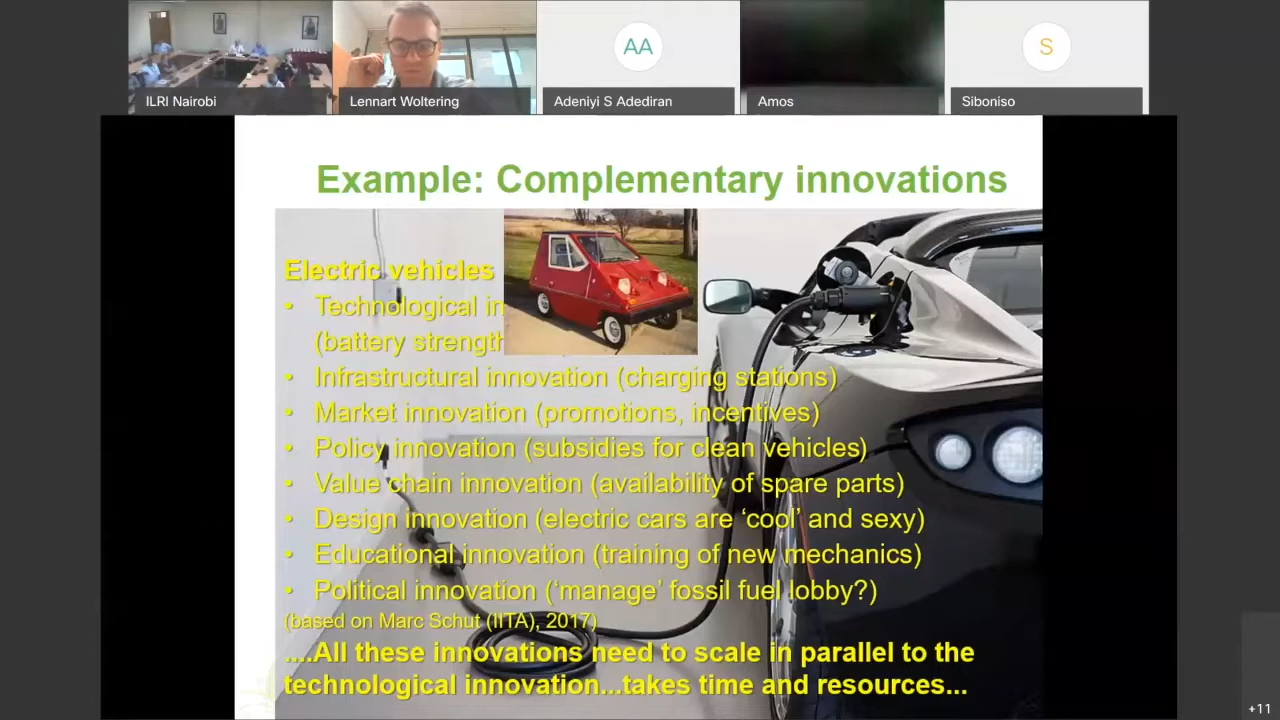 AA
S
ILRI Nairobi
Lennart Woltering
Adeniyi S Adediran
Amos
Siboniso
Example: Complementary innovations
Electric vehicles
• Technological in
(battery strength
• Infrastructural innovation (charging stations)
• Market innovation (promotions, incentives)
• Policy innovation (subsidies for clean vehicles)
• Value chain innovation (availability of spare parts)
• Design innovation (electric cars are ‘cool’ and sexy)
• Educational innovation (training of new mechanics)
• Political innovation (‘manage’ fossil fuel lobby?)
(based on Marc Schut (IITA), 2017)
....All these innovations need to scale in parallel to the
technological innovation...takes time and resources...
+11